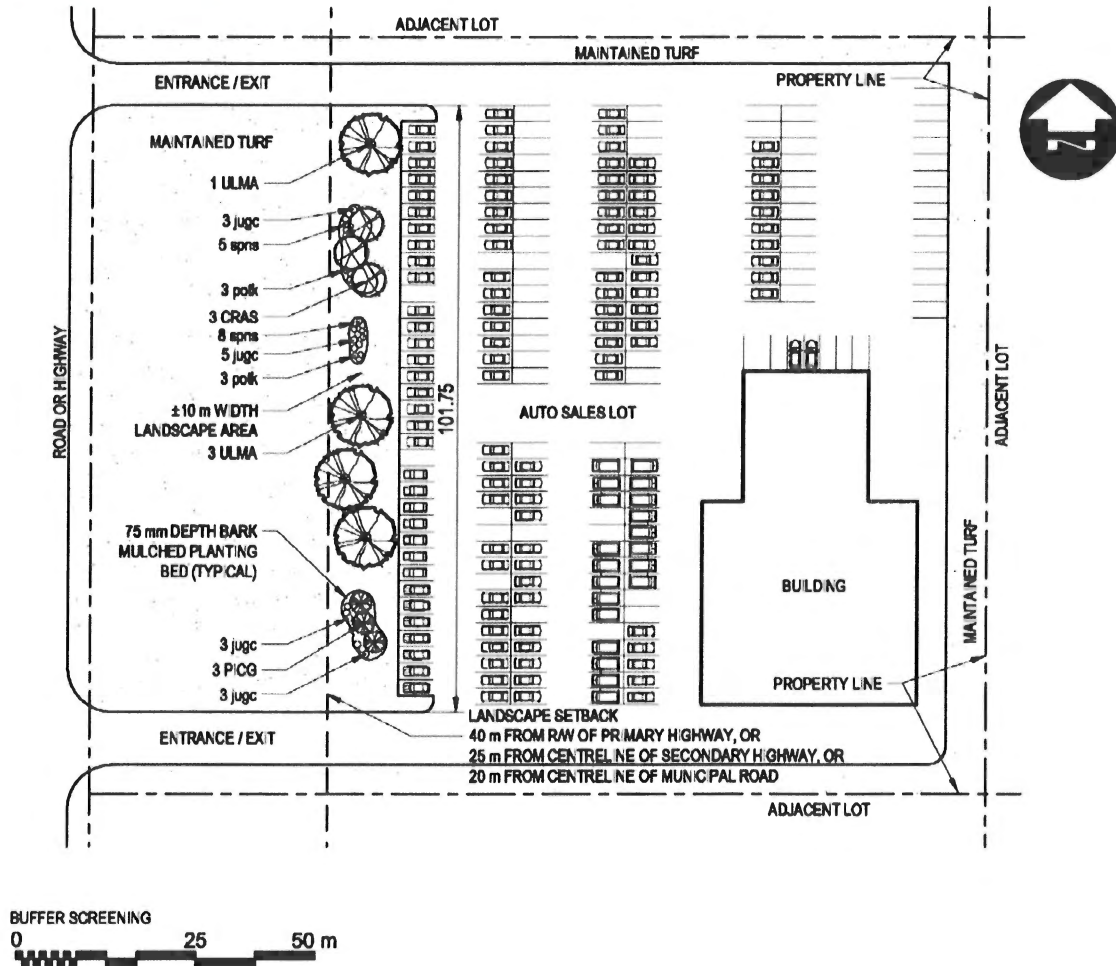 ADJACENT LOT
MAINTAINED TURF
ENTRANCE / EXIT
PROPERTY LINE
MAINTAINED TURF
1 ULMA
3 jugc
5 spns
3 potk
3 CRAS
8 spns
5 jugc
3 potk
±10 m WIDTH
LANDSCAPE AREA
3 ULMA
ROAD OR HIGHWAY
101.75
AUTO SALES LOT
ADJACENT LOT
75 mm DEPTH BARK
MULCHED PLANTING
BED (TYPICAL)
BUILDING
MAINTAINED TURF
3 jugc
3 PICG
3 jugc
PROPERTY LINE
LANDSCAPE SETBACK
40 m FROM R/W OF PRIMARY HIGHWAY, OR
25 m FROM CENTRELINE OF SECONDARY HIGHWAY, OR
20 m FROM CENTRELINE OF MUNICIPAL ROAD
ENTRANCE / EXIT
ADJACENT LOT
BUFFER SCREENING
0 25 50 m